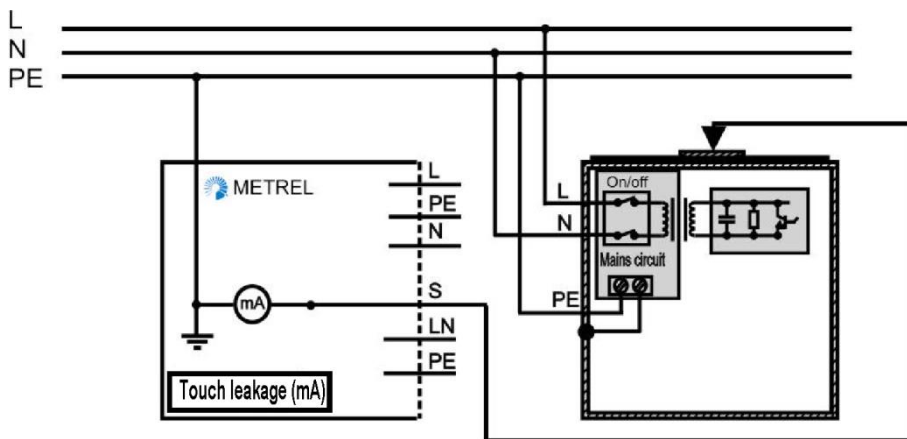 L
N
PE
METREL
L
PE
N
S
mA
LN
PE
Touch leakage (mA)
On/off
L
N
Mains circuit
PE